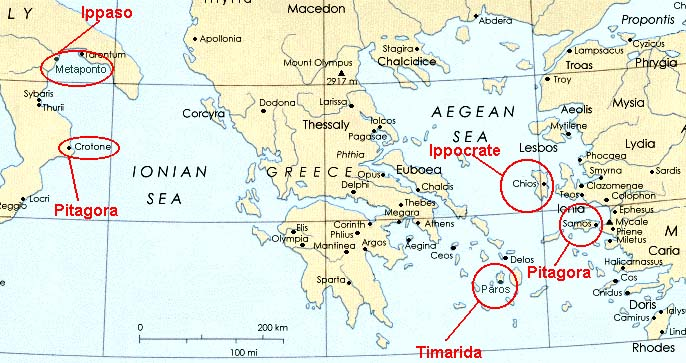 Ippaso
LY
Macedon
Abdera
Propontis
Apollonia
Stagira
Cyzicus
Lampsacus
Tarentum
Chalcidice
Troas
Phrygia
Metaponto
Mount Olympus
2917 m
Troy
Sybaris
Thurii
Corcyra
Dodona
Larissa
AEGEAN
SEA
Aeolis
Mysia
Thessaly
Iolcos
Pagasae
Mytilene
Crotone
Phthia
Ippocrate
Lesbos
Lydia
Phocaea
IONIAN
SEA
GREECE
Opus
Euboea
Smyrna
Sardis
Delphi
Chalcis
Chios
Clazomenae
Teos
Colophon
Locri
Thebes
Ionia
Ephesus
Pitagora
Megara
Reggio
Elis
Corinth
Athens
Samos
Mycale
M
Olympia
Phlius
Priene
Mantinea
Argos
Aegina
Miletus
Ceos
Caria
Delos
Pitagora
Halicarnassus
Sparta
Paros
Cos
Cnidus
Doris
0
200 km
Camirus
Ialysus
Lin
100 mi
Timarida
Rhodes